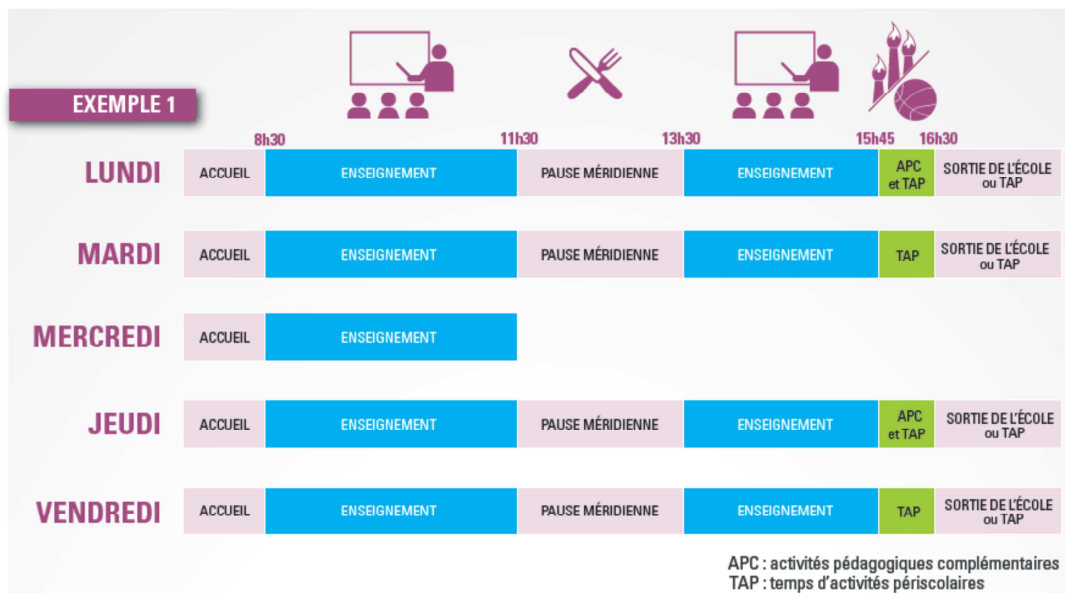 EXEMPLE 1
8h30 11h30 13h30 15h45 16h30
LUNDI ACCUEIL ENSEIGNEMENT PAUSE MÉRIDIENNE ENSEIGNEMENT APC et TAP SORTIE DE L'ÉCOLE ou TAP
MARDI ACCUEIL ENSEIGNEMENT PAUSE MÉRIDIENNE ENSEIGNEMENT TAP SORTIE DE L'ÉCOLE ou TAP
MERCREDI ACCUEIL ENSEIGNEMENT
JEUDI ACCUEIL ENSEIGNEMENT PAUSE MÉRIDIENNE ENSEIGNEMENT APC et TAP SORTIE DE L'ÉCOLE ou TAP
VENDREDI ACCUEIL ENSEIGNEMENT PAUSE MÉRIDIENNE ENSEIGNEMENT TAP SORTIE DE L'ÉCOLE ou TAP
APC : activités pédagogiques complémentaires
TAP : temps d'activités périscolaires